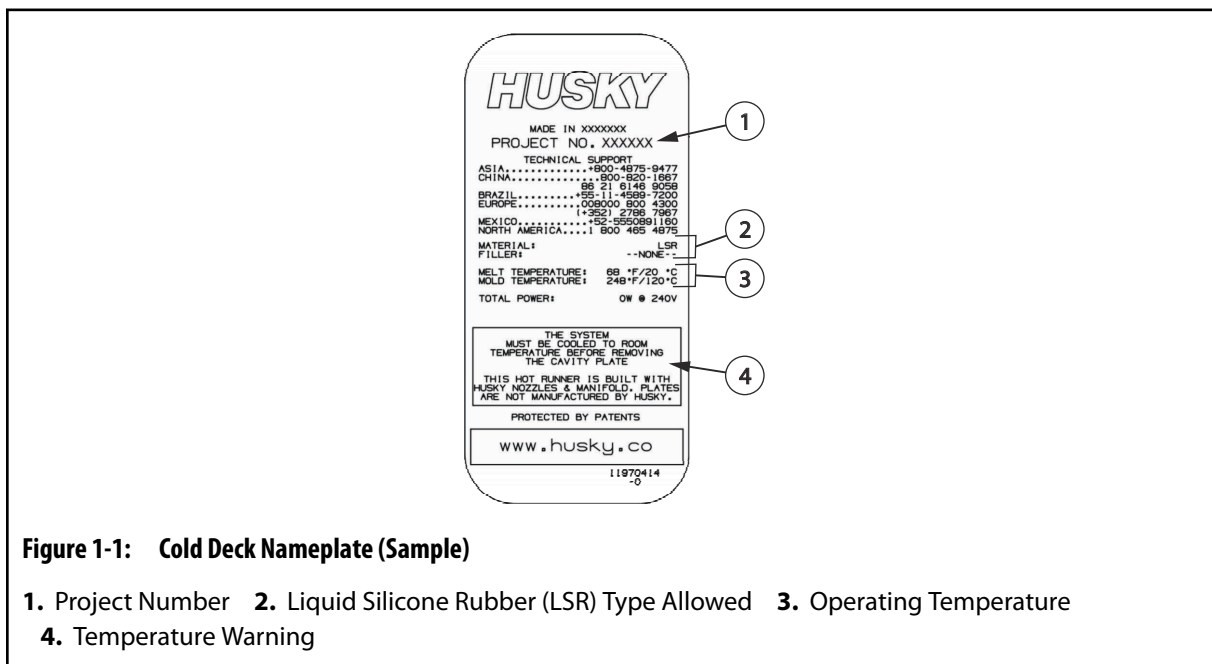 HUSKY
MADE IN XXXXXXX
PROJECT NO. XXXXXX
1
TECHNICAL SUPPORT
ASIA.............+800-4875-9477
CHINA..............800-820-1667
86 21 6146 9058
BRAZIL.........+55-11-4589-7200
EUROPE..........008000 800 4300
(+352) 2786 7967
MEXICO...........+52-5550891160
NORTH AMERICA....1 800 465 4875
MATERIAL: LSR
FILLER: --NONE--
2
MELT TEMPERATURE: 68 °F/20 °C
MOLD TEMPERATURE: 248°F/120°C
3
TOTAL POWER: 0W @ 240V
THE SYSTEM
MUST BE COOLED TO ROOM
TEMPERATURE BEFORE REMOVING
THE CAVITY PLATE
THIS HOT RUNNER IS BUILT WITH
HUSKY NOZZLES & MANIFOLD. PLATES
ARE NOT MANUFACTURED BY HUSKY.
4
PROTECTED BY PATENTS
www.husky.co
11970414
-0
Figure 1-1: Cold Deck Nameplate (Sample)
1. Project Number 2. Liquid Silicone Rubber (LSR) Type Allowed 3. Operating Temperature
4. Temperature Warning